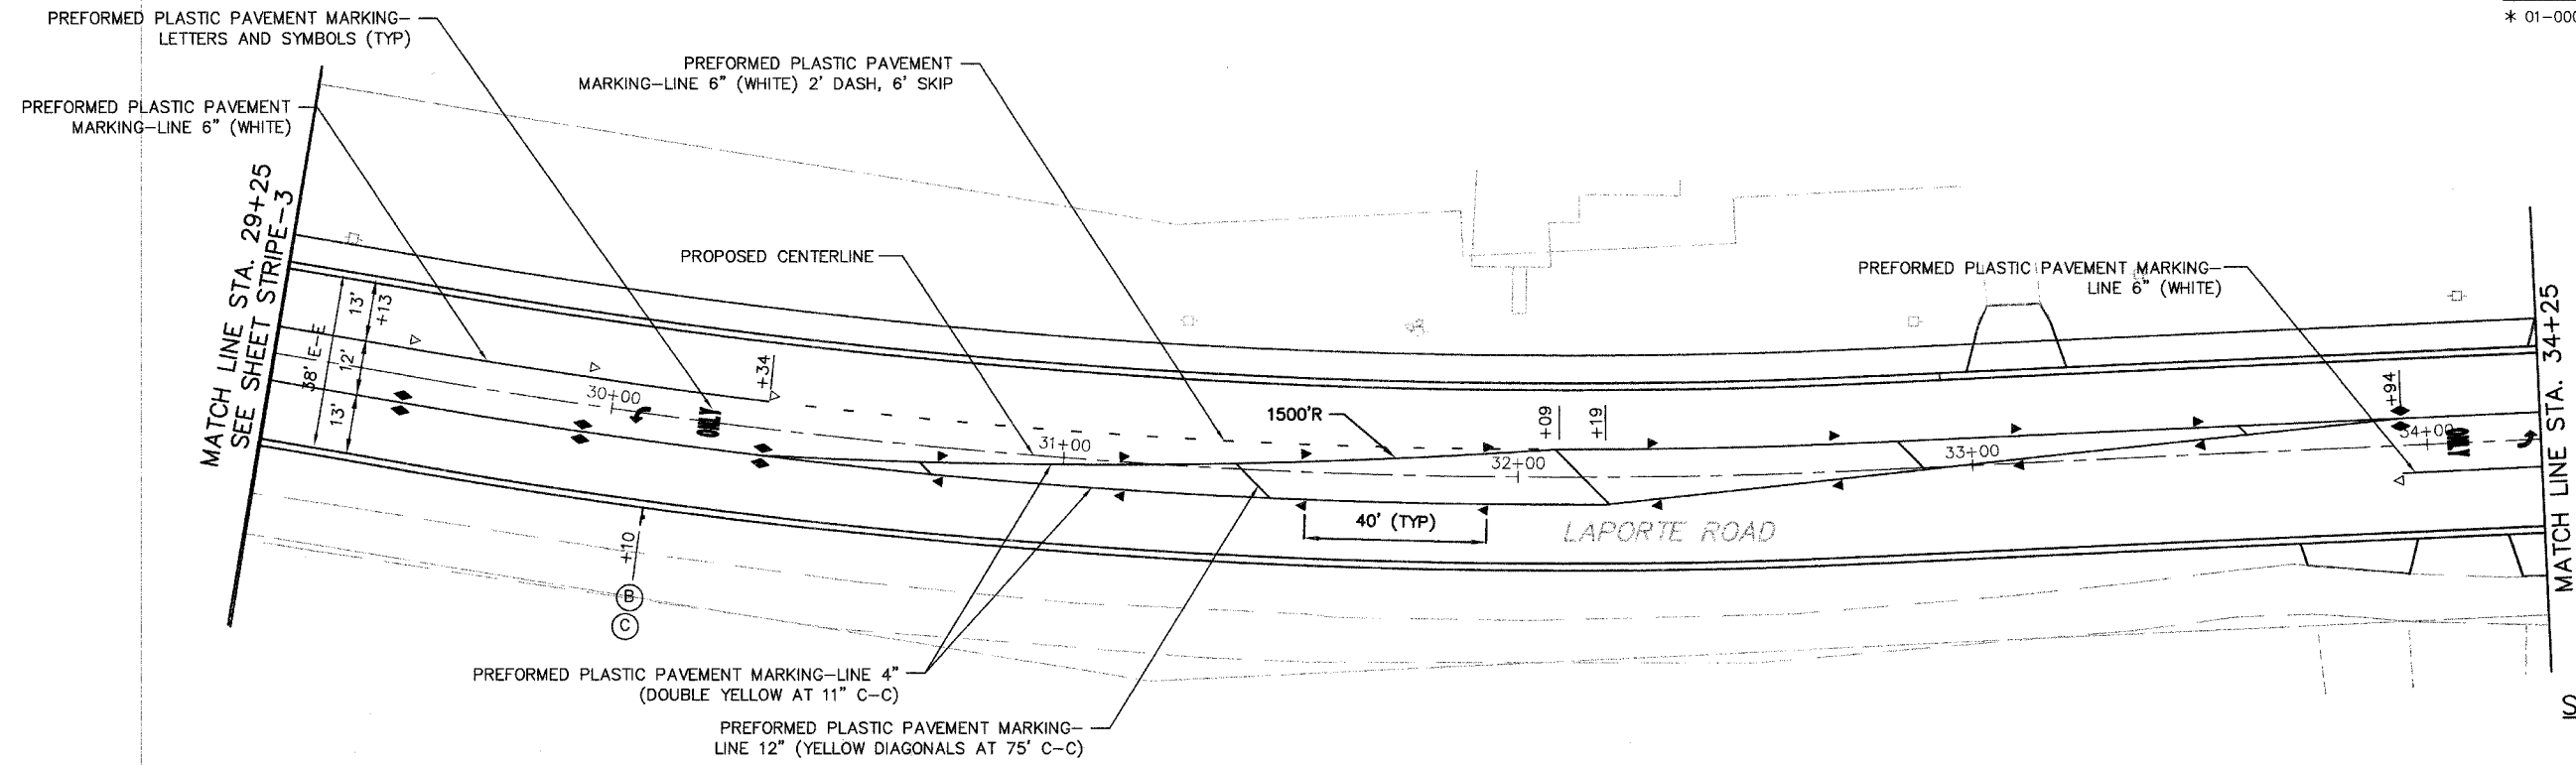 PREFORMED PLASTIC PAVEMENT MARKING-
LETTERS AND SYMBOLS (TYP)
* 01-000
PREFORMED PLASTIC PAVEMENT
MARKING-LINE 6" (WHITE) 2' DASH, 6' SKIP
PREFORMED PLASTIC PAVEMENT
MARKING-LINE 6" (WHITE)
MATCH LINE STA. 29+25
SEE SHEET STRIPE-3
PROPOSED CENTERLINE
PREFORMED PLASTIC PAVEMENT MARKING-
LINE 6" (WHITE)
MATCH LINE STA. 34+25
38' E-E
13'
+13
12'
13'
30+00
ONLY
+34
31+00
1500'R
+09
+19
32+00
33+00
+94
34+00
ONLY
40' (TYP)
LAPORTE ROAD
+10
B
C
PREFORMED PLASTIC PAVEMENT MARKING-LINE 4"
(DOUBLE YELLOW AT 11" C-C)
PREFORMED PLASTIC PAVEMENT MARKING-
LINE 12" (YELLOW DIAGONALS AT 75' C-C)
S